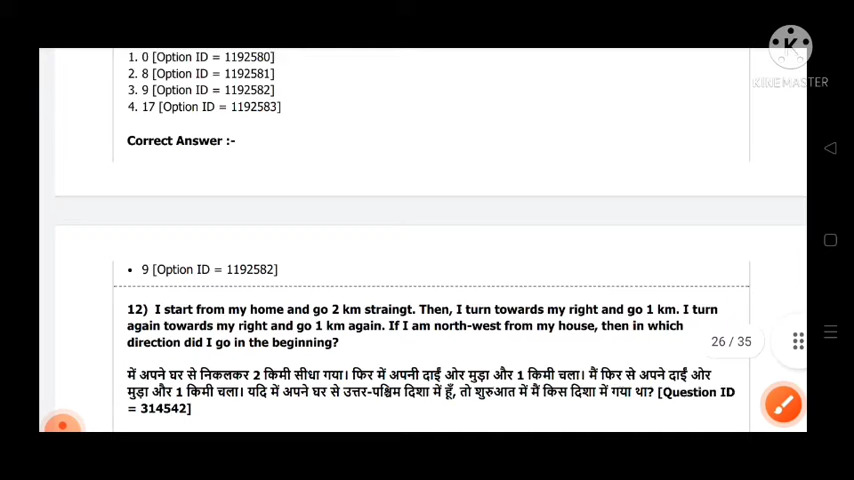 1. 0 [Option ID = 1192580]
2. 8 [Option ID = 1192581]
3. 9 [Option ID = 1192582]
4. 17 [Option ID = 1192583]
Correct Answer :-
K
KINEMASTER
• 9 [Option ID = 1192582]
12) I start from my home and go 2 km straingt. Then, I turn towards my right and go 1 km. I turn
again towards my right and go 1 km again. If I am north-west from my house, then in which
direction did I go in the beginning?
26 / 35
में अपने घर से निकलकर 2 किमी सीधा गया। फिर में अपनी दाईं ओर मुड़ा और 1 किमी चला। मैं फिर से अपने दाईं ओर
मुड़ा और 1 किमी चला। यदि में अपने घर से उत्तर-पश्चिम दिशा में हूँ, तो शुरुआत में मैं किस दिशा में गया था? [Question ID
= 314542]